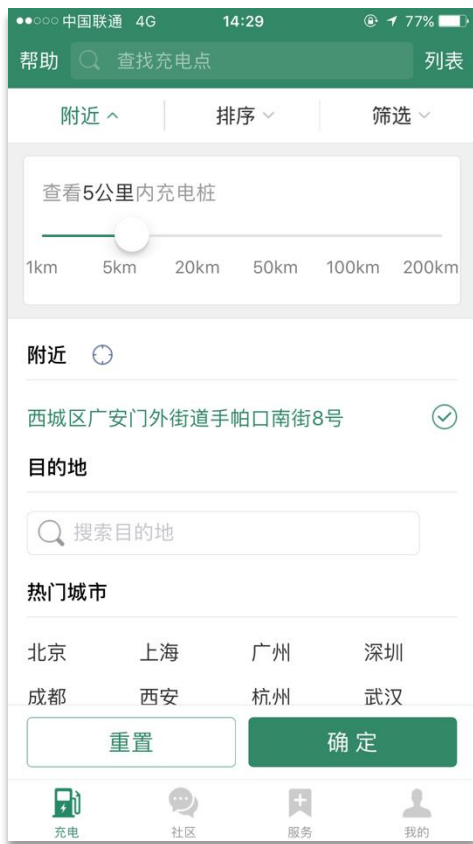 中国联通 4G 14:29 77%
帮助 查找充电点 列表
附近 排序 筛选
查看5公里内充电桩
1km 5km 20km 50km 100km 200km
附近
西城区广安门外街道手帕口南街8号
目的地
搜索目的地
热门城市
北京 上海 广州 深圳
成都 西安 杭州 武汉
重置 确定
充电 社区 服务 我的